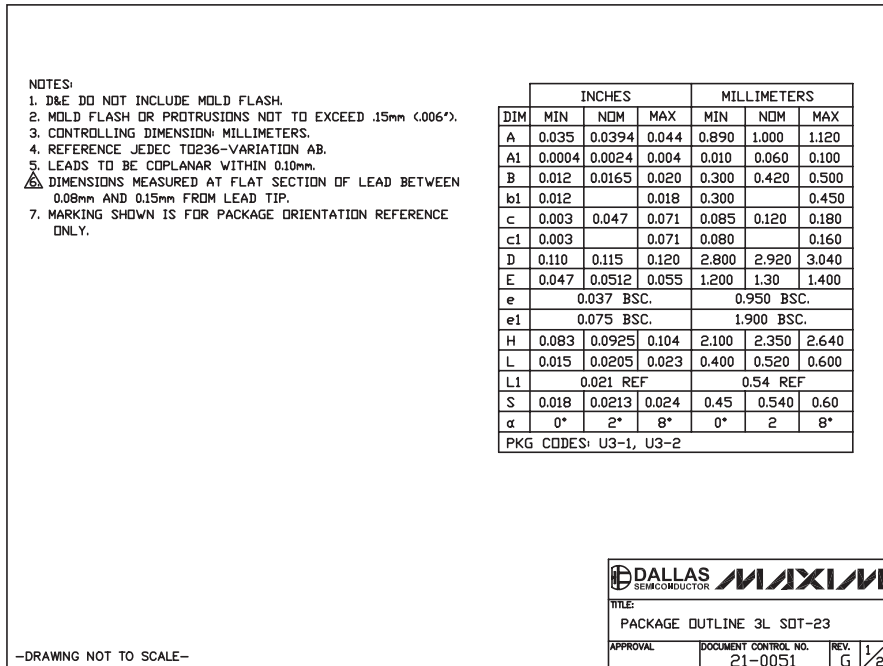 NOTES:
1. D&E DO NOT INCLUDE MOLD FLASH.
2. MOLD FLASH OR PROTRUSIONS NOT TO EXCEED .15mm (.006").
3. CONTROLLING DIMENSION: MILLIMETERS.
4. REFERENCE JEDEC TO236-VARIATION AB.
5. LEADS TO BE COPLANAR WITHIN 0.10mm.
6. DIMENSIONS MEASURED AT FLAT SECTION OF LEAD BETWEEN
0.08mm AND 0.15mm FROM LEAD TIP.
7. MARKING SHOWN IS FOR PACKAGE ORIENTATION REFERENCE
ONLY.
INCHES MILLIMETERS
DIM MIN NOM MAX MIN NOM MAX
A 0.035 0.0394 0.044 0.890 1.000 1.120
A1 0.0004 0.0024 0.004 0.010 0.060 0.100
B 0.012 0.0165 0.020 0.300 0.420 0.500
b1 0.012 0.018 0.300 0.450
c 0.003 0.047 0.071 0.085 0.120 0.180
c1 0.003 0.071 0.080 0.160
D 0.110 0.115 0.120 2.800 2.920 3.040
E 0.047 0.0512 0.055 1.200 1.30 1.400
e 0.037 BSC. 0.950 BSC.
e1 0.075 BSC. 1.900 BSC.
H 0.083 0.0925 0.104 2.100 2.350 2.640
L 0.015 0.0205 0.023 0.400 0.520 0.600
L1 0.021 REF 0.54 REF
S 0.018 0.0213 0.024 0.45 0.540 0.60
α 0° 2° 8° 0° 2 8°
PKG CODES: U3-1, U3-2
DALLAS SEMICONDUCTOR MAXIM
TITLE:
PACKAGE OUTLINE 3L SOT-23
APPROVAL DOCUMENT CONTROL NO. REV.
21-0051 G 1/2
-DRAWING NOT TO SCALE-